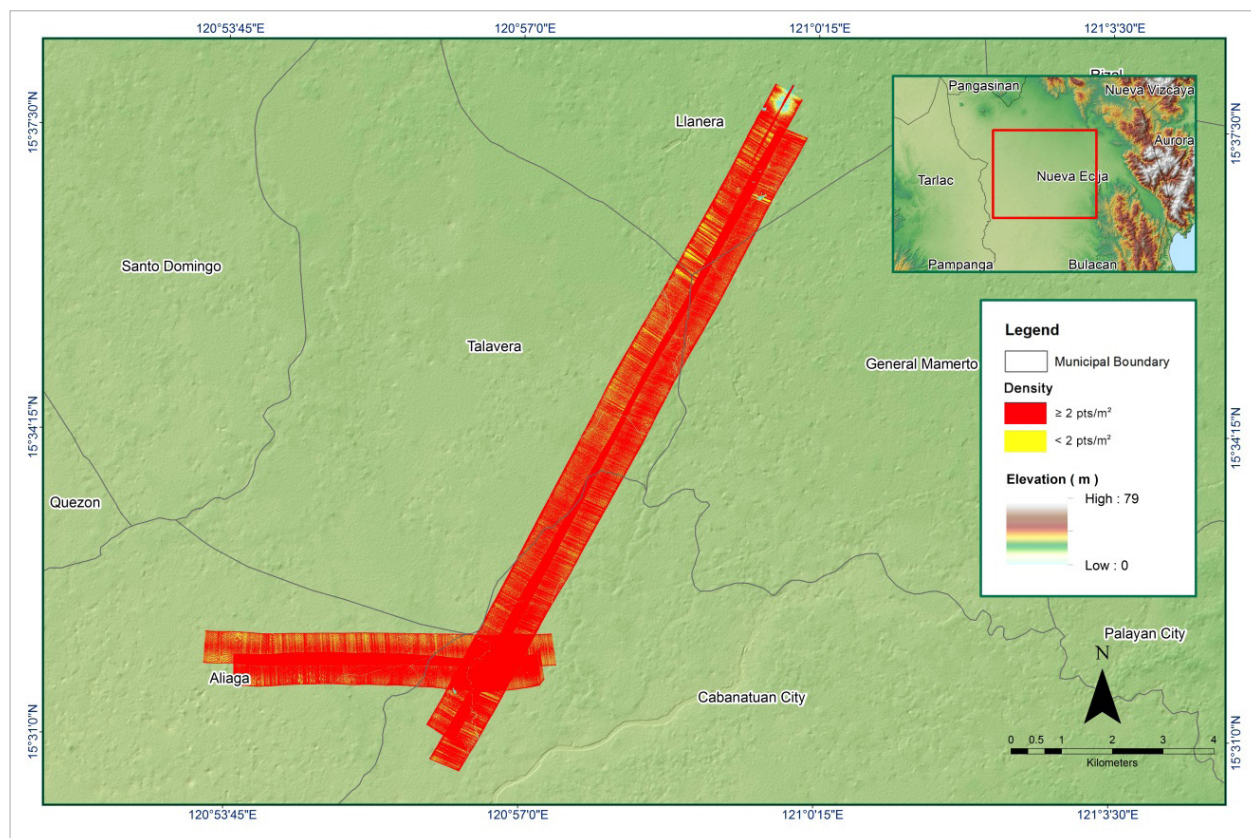 120°53'45"E
120°57'0"E
121°0'15"E
121°3'30"E
15°37'30"N
15°37'30"N
Rizal
Pangasinan
Nueva Vizcaya
Aurora
Tarlac
Nueva Ecija
Pampanga
Bulacan
Llanera
Santo Domingo
Talavera
General Mamerto
Legend
Municipal Boundary
Density
≥ 2 pts/m²
< 2 pts/m²
Elevation ( m )
High : 79
Low : 0
15°34'15"N
15°34'15"N
Quezon
Palayan City
Aliaga
Cabanatuan City
N
15°31'0"N
15°31'0"N
0 0.5 1 2 3 4
Kilometers
120°53'45"E
120°57'0"E
121°0'15"E
121°3'30"E